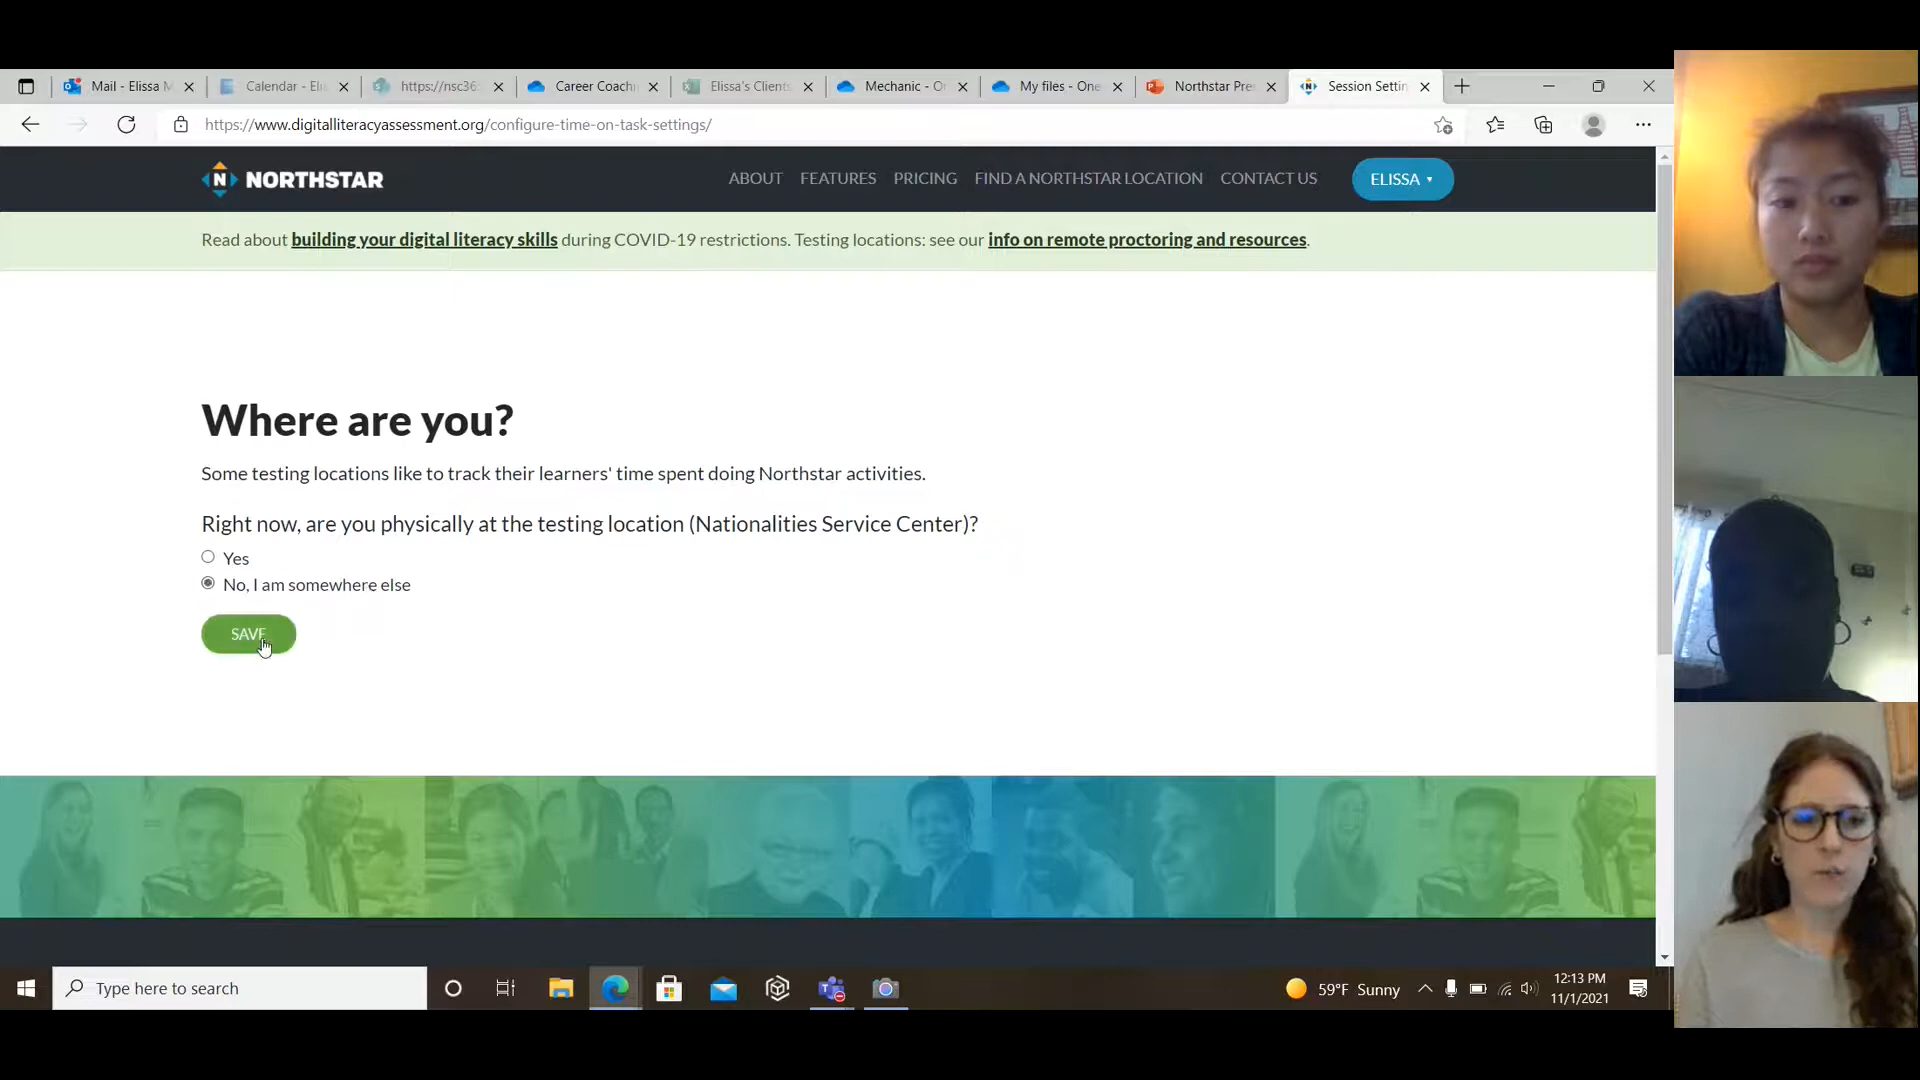 Mail - Elissa M
Calendar - Eli
https://nsc36
Career Coachi
Elissa's Clients
Mechanic - O
My files - One
Northstar Pre
Session Settin
https://www.digitalliteracyassessment.org/configure-time-on-task-settings/
N NORTHSTAR
ABOUT FEATURES PRICING FIND A NORTHSTAR LOCATION CONTACT US ELISSA
Read about building your digital literacy skills during COVID-19 restrictions. Testing locations: see our info on remote proctoring and resources.
Where are you?
Some testing locations like to track their learners' time spent doing Northstar activities.
Right now, are you physically at the testing location (Nationalities Service Center)?
Yes
No, I am somewhere else
SAVE
Type here to search
59°F Sunny
12:13 PM
11/1/2021